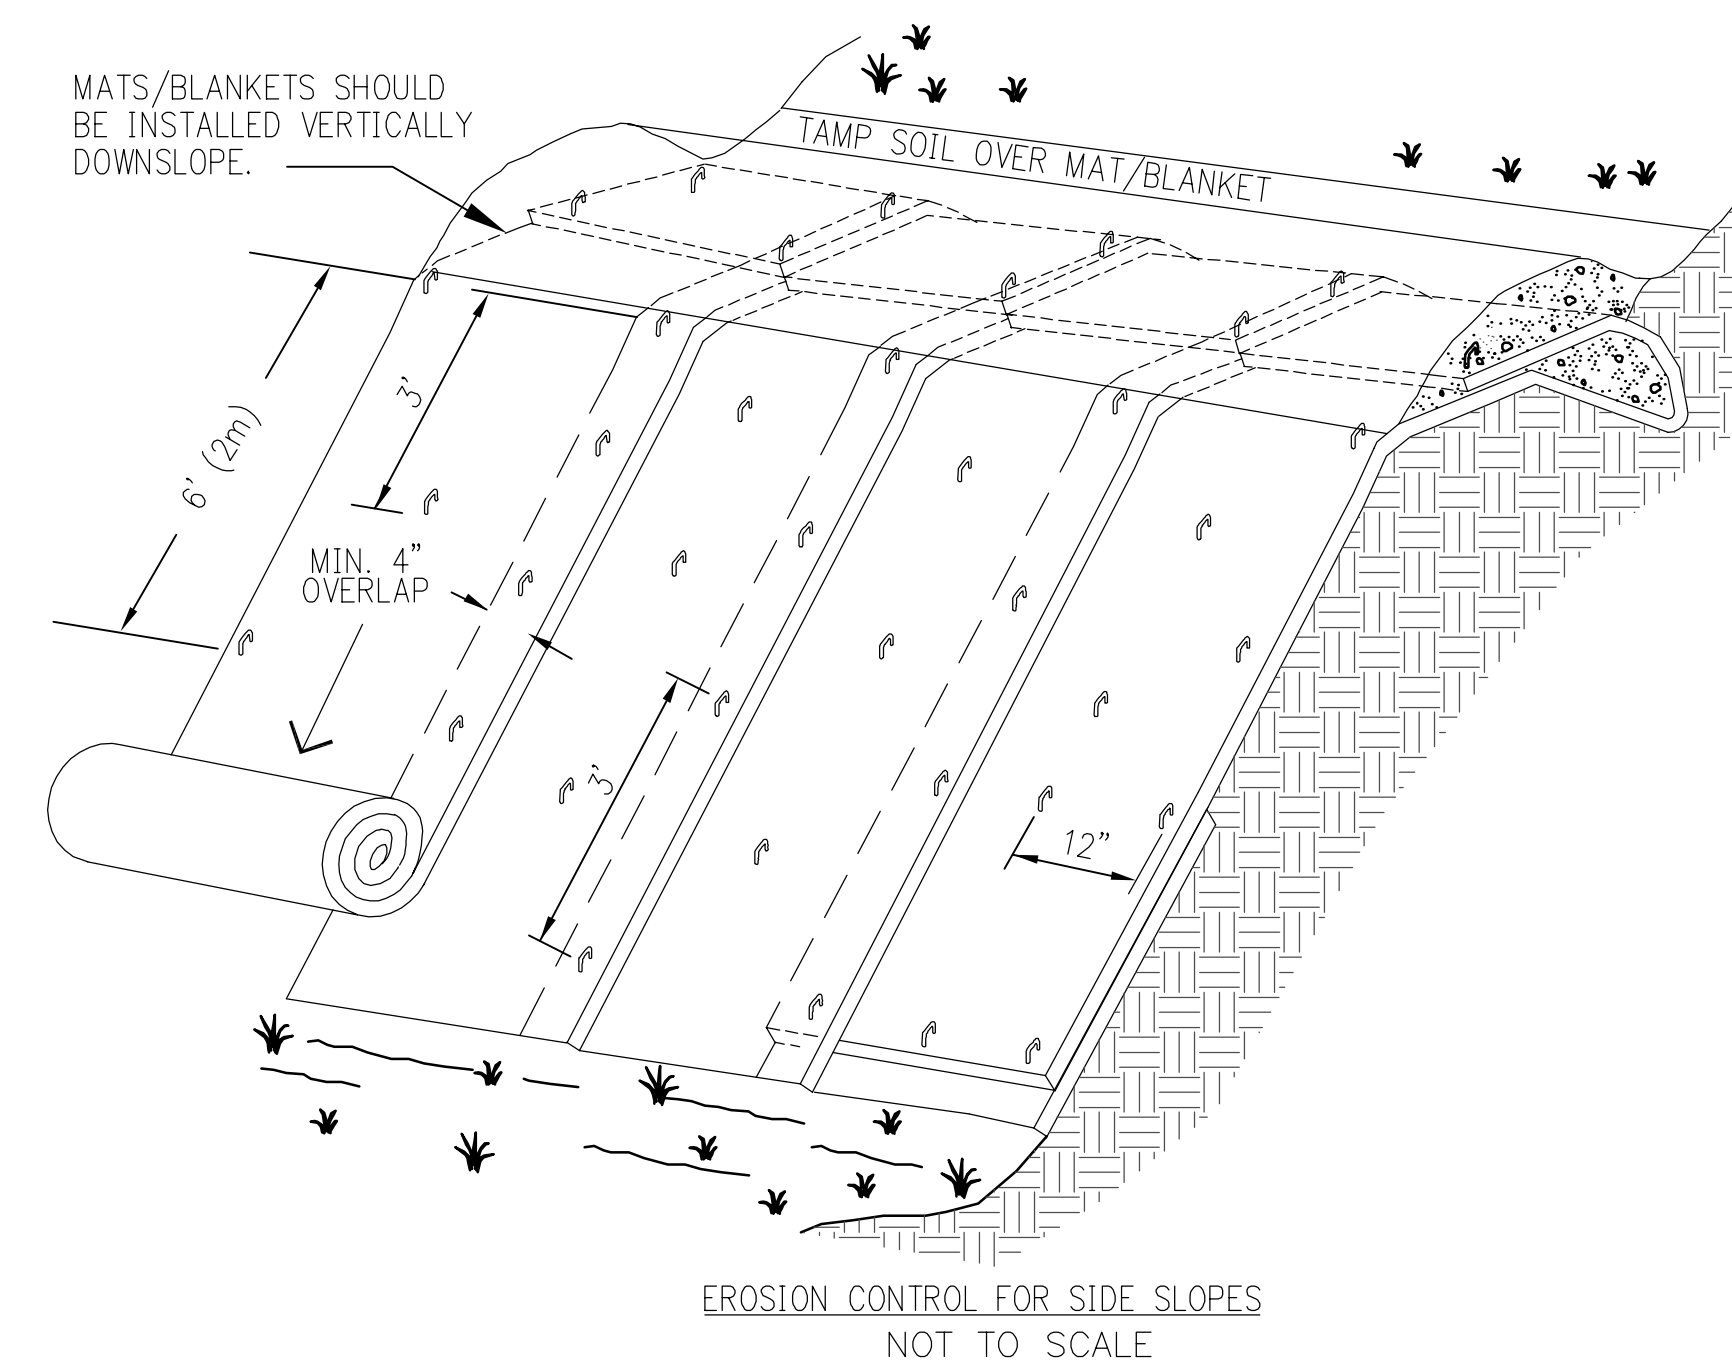 MATS/BLANKETS SHOULD
BE INSTALLED VERTICALLY
DOWNSLOPE.
TAMP SOIL OVER MAT/BLANKET
6' (2m)
3'
MIN. 4”
OVERLAP
3'
12”
EROSION CONTROL FOR SIDE SLOPES
NOT TO SCALE